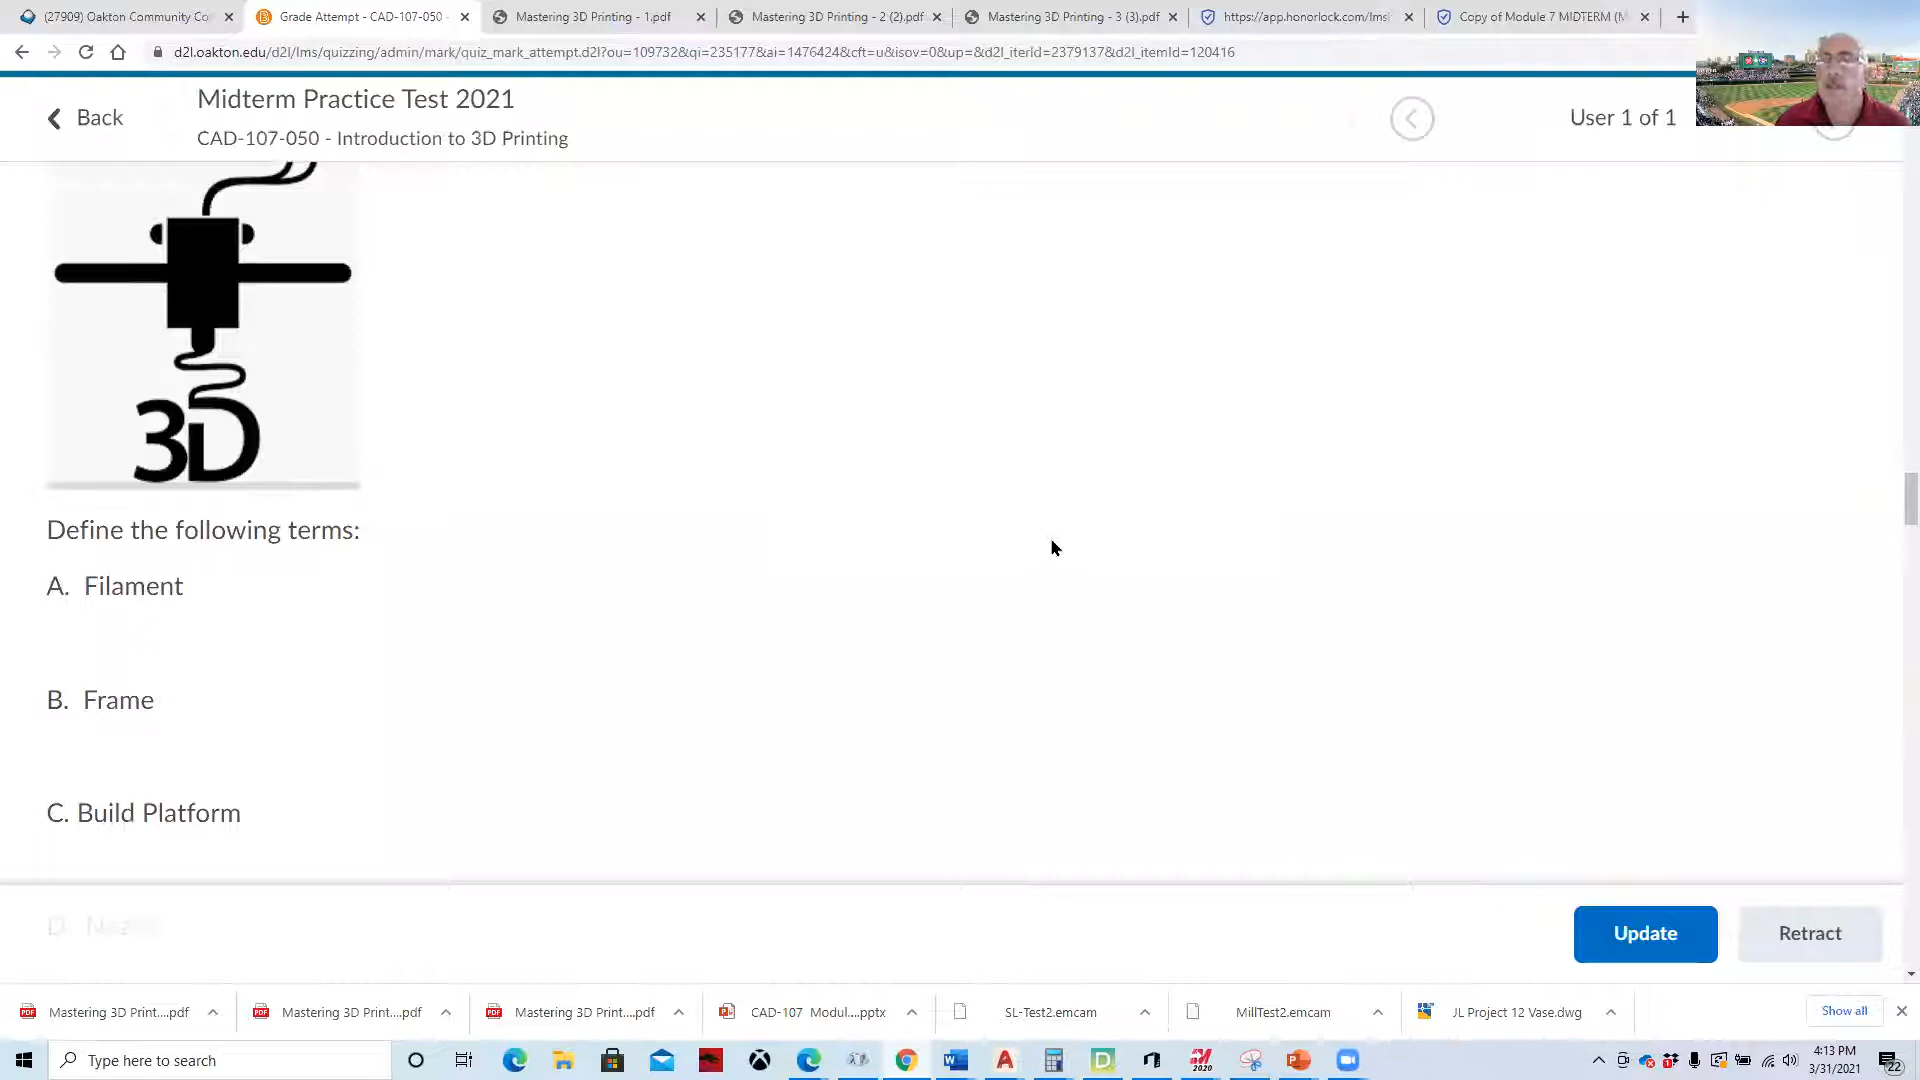 (27909) Oakton Community Co
Grade Attempt - CAD-107-050 -
Mastering 3D Printing - 1.pdf
Mastering 3D Printing - 2 (2).pdf
Mastering 3D Printing - 3 (3).pdf
https://app.honorlock.com/lms/
Copy of Module 7 MIDTERM (M
d2l.oakton.edu/d2l/lms/quizzing/admin/mark/quiz_mark_attempt.d2l?ou=109732&qi=235177&ai=1476424&cft=u&isov=0&up=&d2l_iterId=2379137&d2l_itemId=120416
Back
Midterm Practice Test 2021
CAD-107-050 - Introduction to 3D Printing
User 1 of 1
3D
Define the following terms:
A. Filament
B. Frame
C. Build Platform
D. Nozzle
Update
Retract
Mastering 3D Print....pdf
Mastering 3D Print....pdf
Mastering 3D Print....pdf
CAD-107 Modul....pptx
SL-Test2.emcam
MillTest2.emcam
JL Project 12 Vase.dwg
Show all
Type here to search
2020
4:13 PM
3/31/2021
22